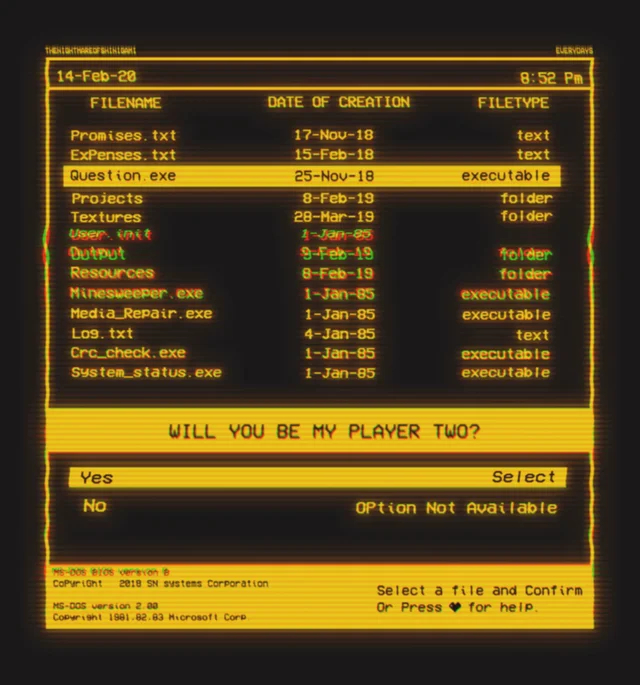 THENIGHTMAREOFSHINIGAMI EVERYDAYS
14-Feb-20 8:52 Pm
FILENAME DATE OF CREATION FILETYPE
Promises.txt 17-Nov-18 text
ExPenses.txt 15-Feb-18 text
Question.exe 25-Nov-18 executable
Projects 8-Feb-19 folder
Textures 28-Mar-19 folder
User.init 1-Jan-85
Output 9-Feb-19 folder
Resources 8-Feb-19 folder
Minesweeper.exe 1-Jan-85 executable
Media_Repair.exe 1-Jan-85 executable
Log.txt 4-Jan-85 text
Crc_check.exe 1-Jan-85 executable
System_status.exe 1-Jan-85 executable
WILL YOU BE MY PLAYER TWO?
Yes Select
No OPtion Not Available
MS-DOS BIOS version 8
CoPyriGht 2018 SN systems Corporation
Select a file and Confirm
MS-DOS version 2.00
Or Press ♥ for help.
Copyright 1981.82.83 Microsoft Corp.